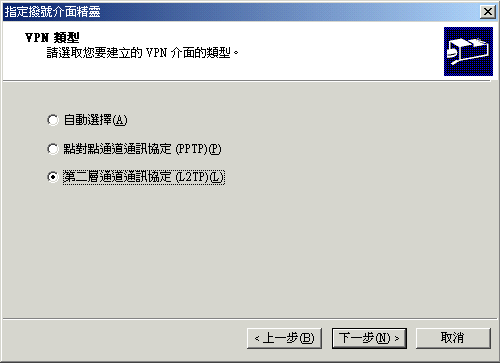 指定撥號介面精靈
VPN 類型
請選取您要建立的 VPN 介面的類型。
自動選擇(A)
點對點通道通訊協定 (PPTP)(P)
第二層通道通訊協定 (L2TP)(L)
< 上一步(B) 下一步(N) > 取消